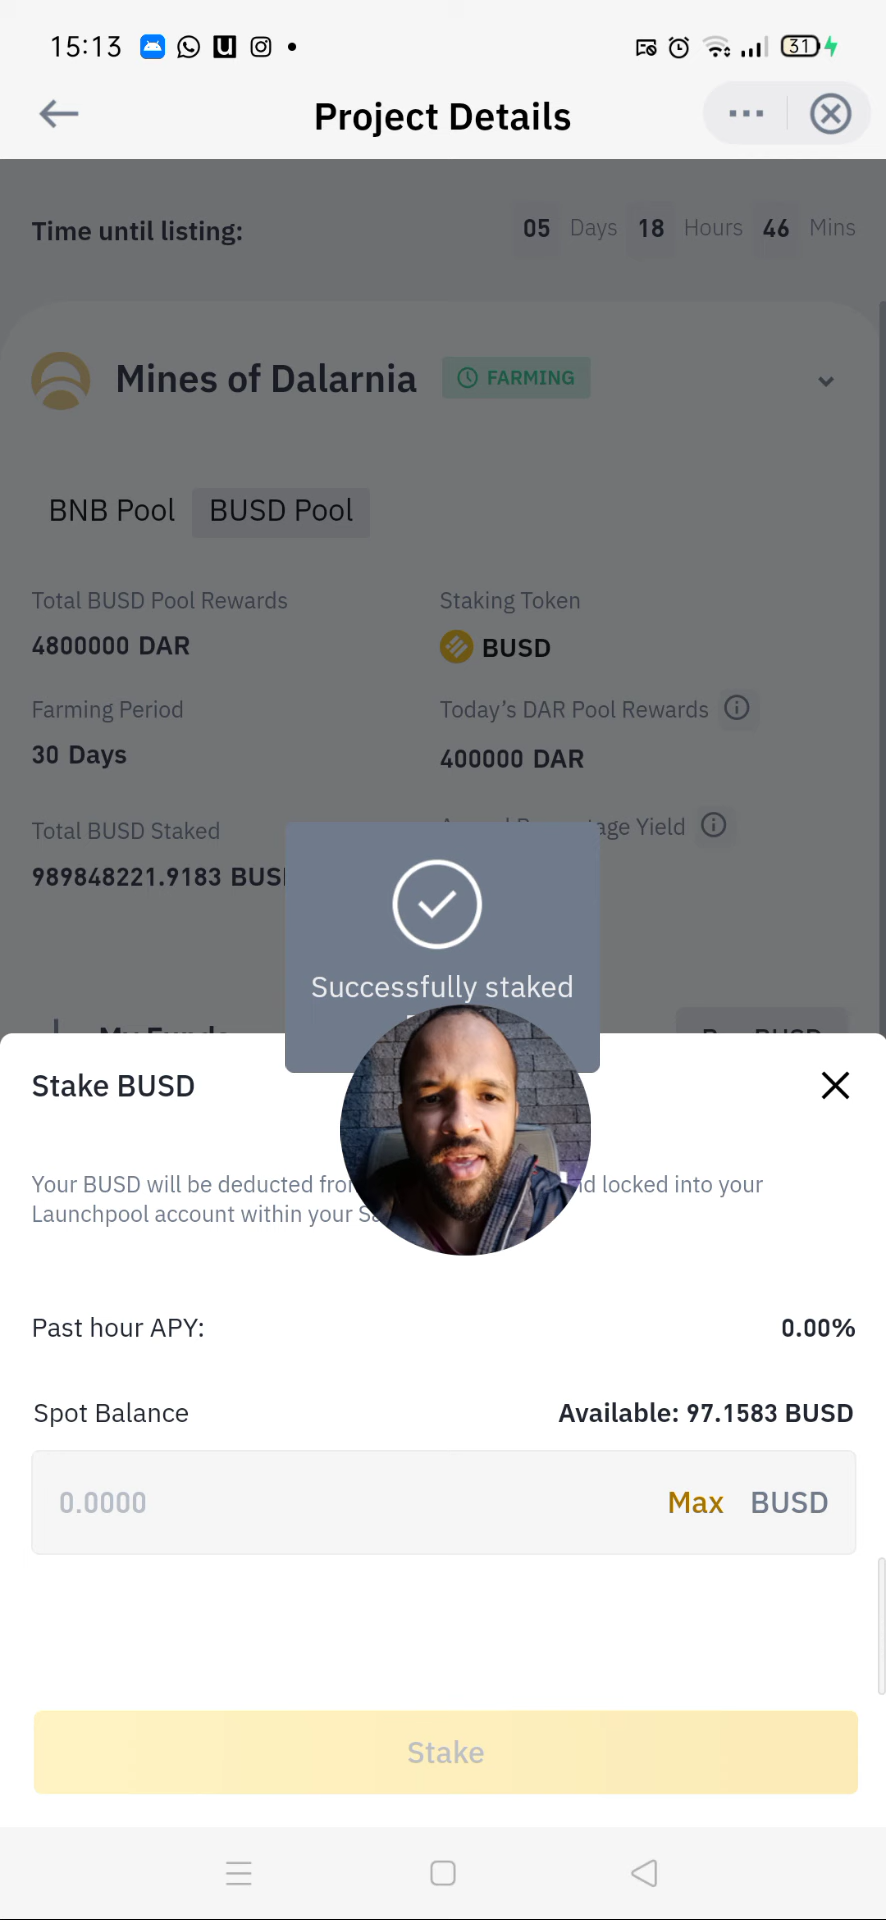 15:13
31
Project Details
Time until listing:
05 Days 18 Hours 46 Mins
Mines of Dalarnia
FARMING
BNB Pool
BUSD Pool
Total BUSD Pool Rewards
Staking Token
4800000 DAR
BUSD
Farming Period
Today's DAR Pool Rewards
30 Days
400000 DAR
Total BUSD Staked
Yield
989848221.9183
Successfully staked
Stake BUSD
Your BUSD will be deducted locked into your
Launchpool account within your
Past hour APY:
0.00%
Spot Balance
Available: 97.1583 BUSD
0.0000
Max
BUSD
Stake